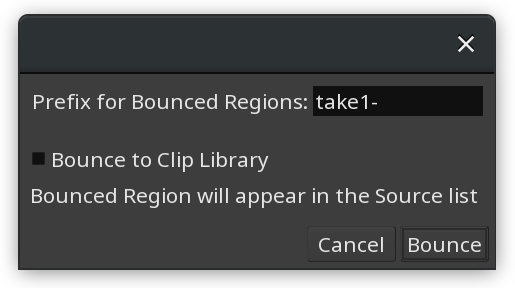 Prefix for Bounced Regions: take1-
Bounce to Clip Library
Bounced Region will appear in the Source list
Cancel Bounce